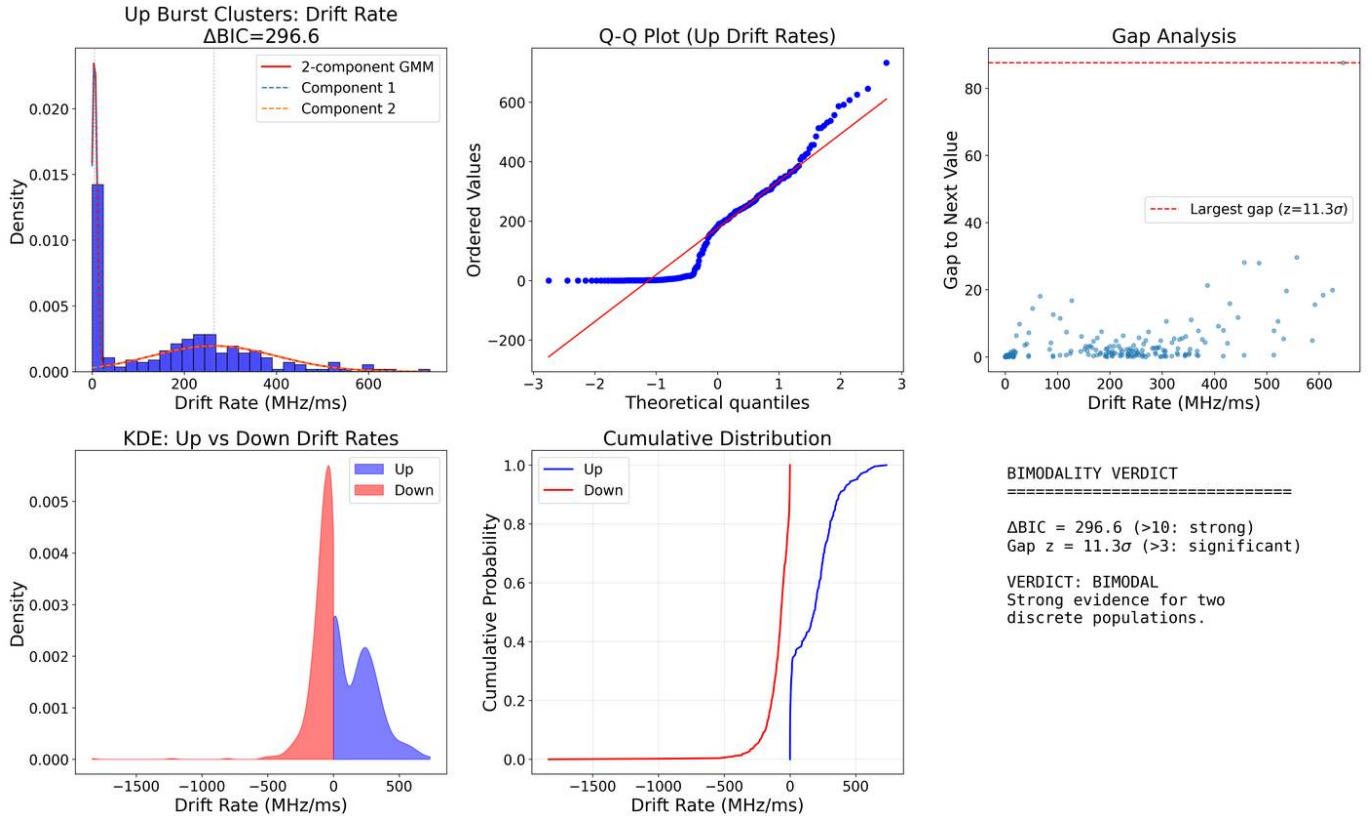 Up Burst Clusters: Drift Rate
ΔBIC=296.6
Density
0.020
0.015
0.010
0.005
0.000
2-component GMM
Component 1
Component 2
0
200
400
600
Drift Rate (MHz/ms)
Q-Q Plot (Up Drift Rates)
Ordered Values
600
400
200
0
−200
−3
−2
−1
0
1
2
3
Theoretical quantiles
Gap Analysis
Gap to Next Value
80
60
40
20
0
Largest gap (z=11.3σ)
0
100
200
300
400
500
600
Drift Rate (MHz/ms)
KDE: Up vs Down Drift Rates
Density
0.005
0.004
0.003
0.002
0.001
0.000
Up
Down
−1500
−1000
−500
0
500
Drift Rate (MHz/ms)
Cumulative Distribution
Cumulative Probability
1.0
0.8
0.6
0.4
0.2
0.0
Up
Down
−1500
−1000
−500
0
500
Drift Rate (MHz/ms)
BIMODALITY VERDICT
==============================
ΔBIC = 296.6 (>10: strong)
Gap z = 11.3σ (>3: significant)
VERDICT: BIMODAL
Strong evidence for two
discrete populations.